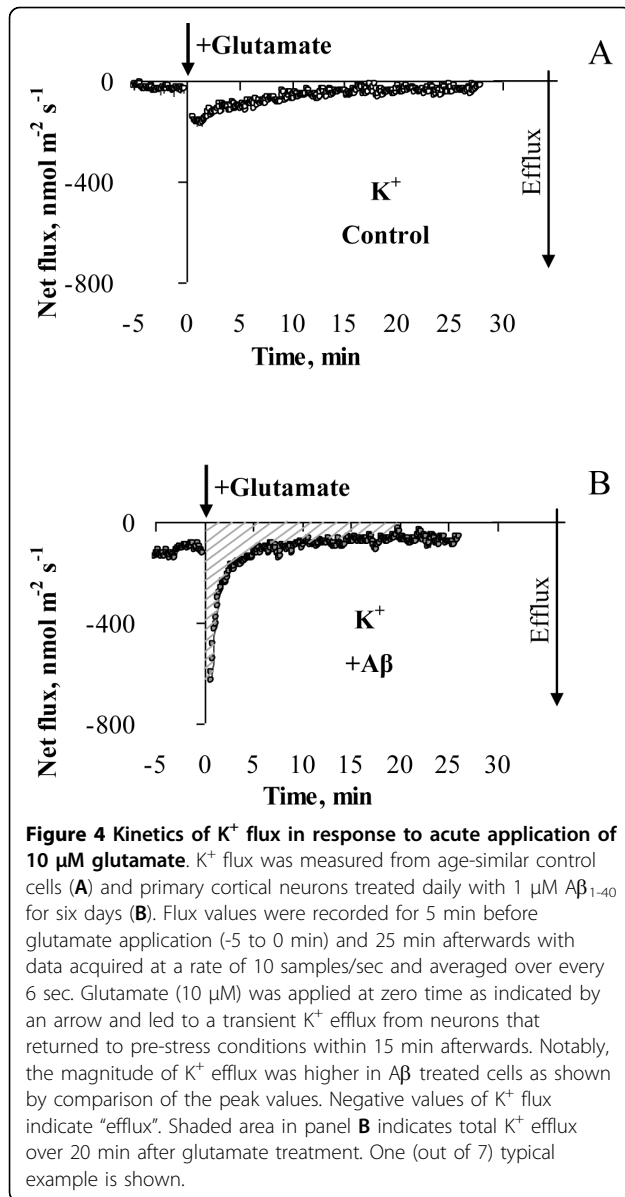 +Glutamate
A
0
-400
-800
Net flux, nmol m⁻² s⁻¹
K⁺
Control
Efflux
-5 0 5 10 15 20 25 30
Time, min
+Glutamate
B
0
-400
-800
Net flux, nmol m⁻² s⁻¹
K⁺
+Aβ
Efflux
-5 0 5 10 15 20 25 30
Time, min
Figure 4 Kinetics of K⁺ flux in response to acute application of
10 μM glutamate. K⁺ flux was measured from age-similar control
cells (A) and primary cortical neurons treated daily with 1 μM Aβ₁₋₄₀
for six days (B). Flux values were recorded for 5 min before
glutamate application (-5 to 0 min) and 25 min afterwards with
data acquired at a rate of 10 samples/sec and averaged over every
6 sec. Glutamate (10 μM) was applied at zero time as indicated by
an arrow and led to a transient K⁺ efflux from neurons that
returned to pre-stress conditions within 15 min afterwards. Notably,
the magnitude of K⁺ efflux was higher in Aβ treated cells as shown
by comparison of the peak values. Negative values of K⁺ flux
indicate “efflux”. Shaded area in panel B indicates total K⁺ efflux
over 20 min after glutamate treatment. One (out of 7) typical
example is shown.